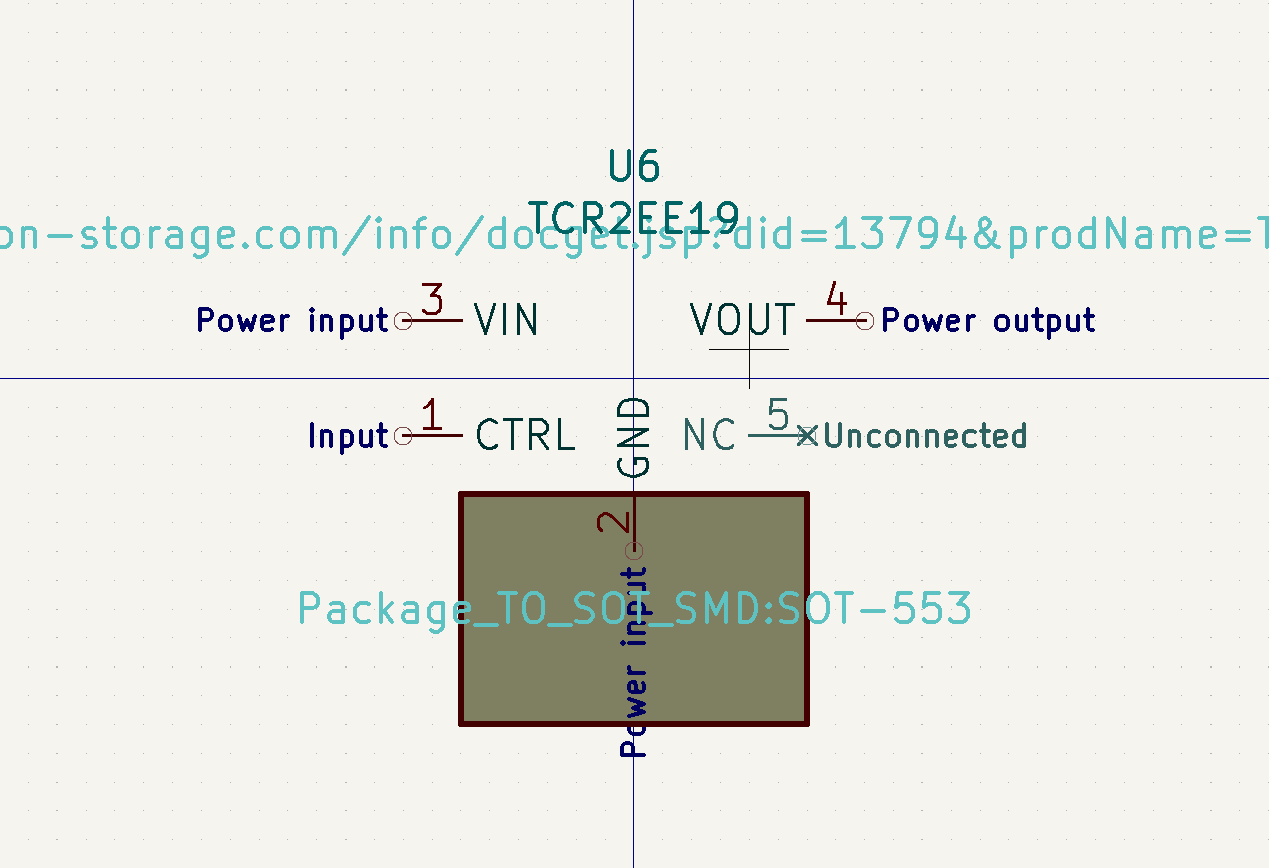 U6
TCR2EE19
on-storage.com/info/docget.jsp?did=13794&prodName=T
Power input 3 VIN VOUT 4 Power output
Input 1 CTRL GND NC 5 Unconnected
2
Power input
Package_TO_SOT_SMD:SOT-553